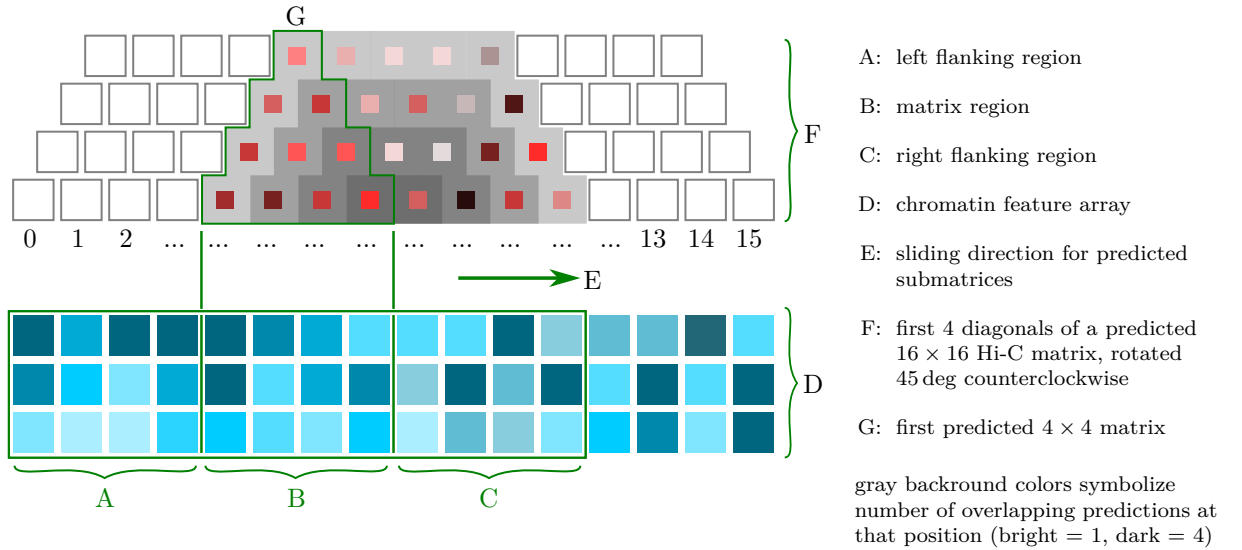 G
F
0 1 2 ... ... ... ... ... ... ... ... ... ... 13 14 15
E
D
A B C
A: left flanking region
B: matrix region
C: right flanking region
D: chromatin feature array
E: sliding direction for predicted
submatrices
F: first 4 diagonals of a predicted
16 × 16 Hi-C matrix, rotated
45 deg counterclockwise
G: first predicted 4 × 4 matrix
gray backround colors symbolize
number of overlapping predictions at
that position (bright = 1, dark = 4)